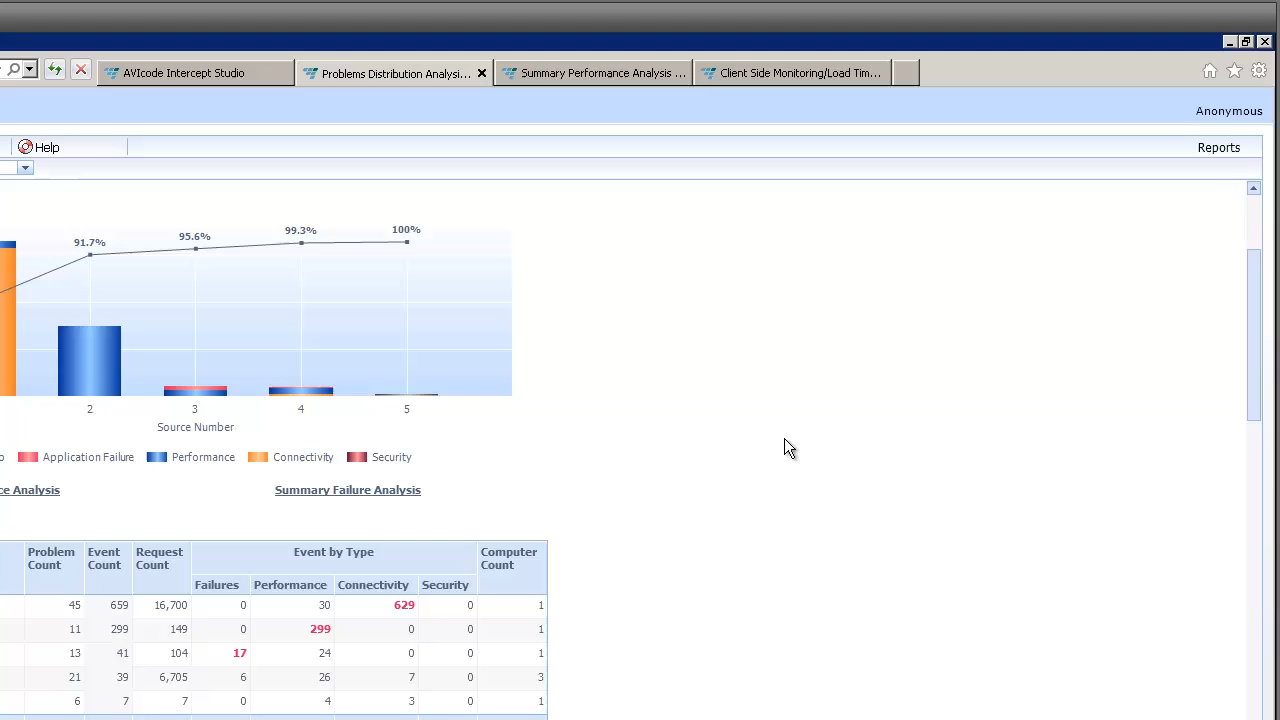 AVIcode Intercept Studio
Problems Distribution Analysi...
Summary Performance Analysis ...
Client Side Monitoring/Load Tim...
Anonymous
Help
Reports
91.7%
95.6%
99.3%
100%
2
3
4
5
Source Number
o
Application Failure
Performance
Connectivity
Security
ce Analysis
Summary Failure Analysis
Problem Count
Event Count
Request Count
Event by Type
Computer Count
Failures
Performance
Connectivity
Security
45 659 16,700 0 30 629 0 1
11 299 149 0 299 0 0 1
13 41 104 17 24 0 0 1
21 39 6,705 6 26 7 0 3
6 7 7 0 4 3 0 1